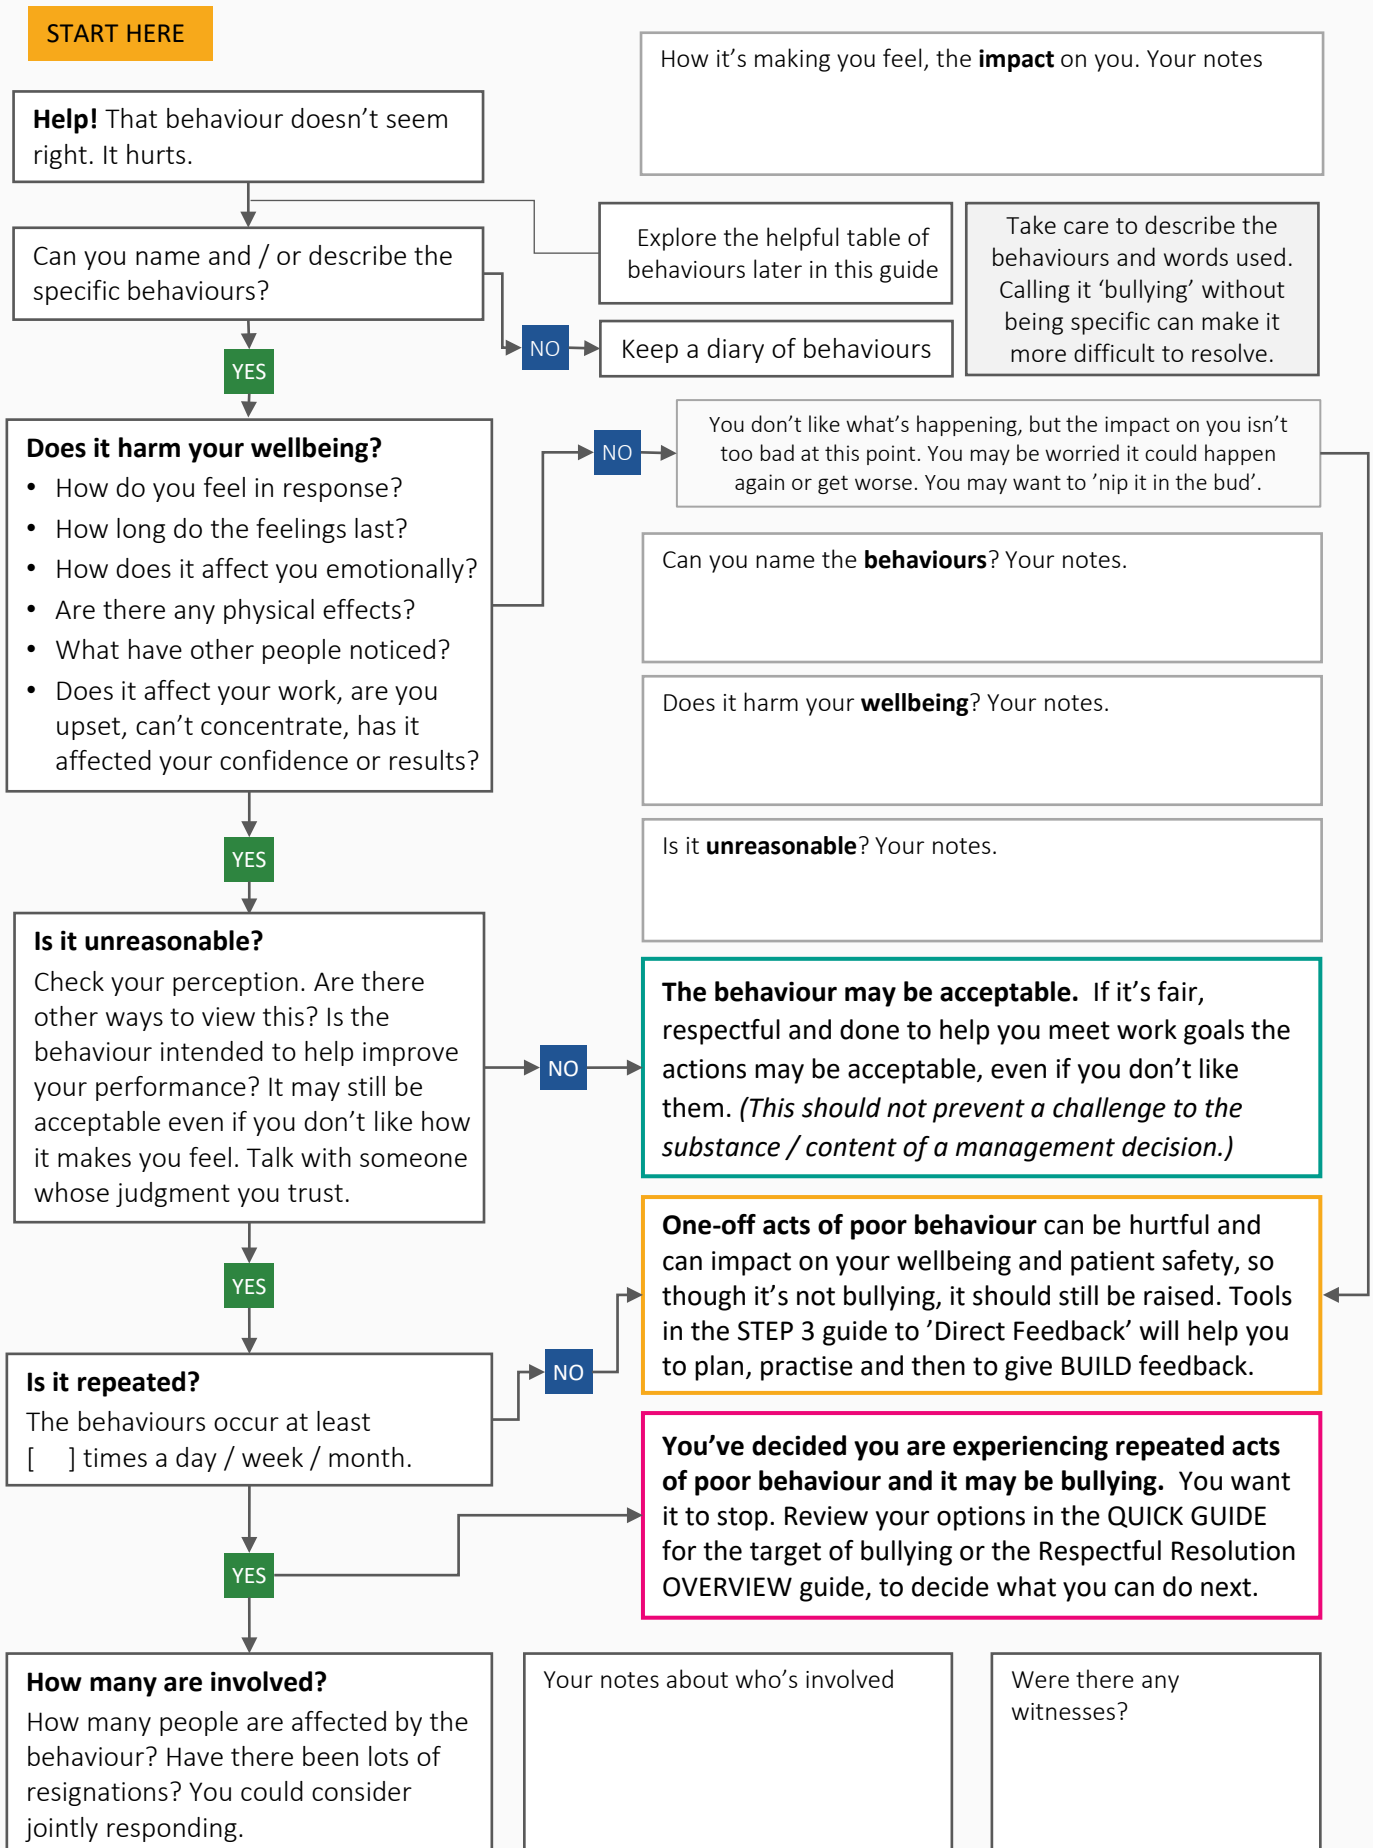 START HERE
How it's making you feel, the impact on you. Your notes
Help! That behaviour doesn't seem
right. It hurts.
Can you name and / or describe the
specific behaviours?
Explore the helpful table of
behaviours later in this guide
Take care to describe the
behaviours and words used.
Calling it ‘bullying’ without
being specific can make it
more difficult to resolve.
NO
Keep a diary of behaviours
YES
Does it harm your wellbeing?
• How do you feel in response?
• How long do the feelings last?
• How does it affect you emotionally?
• Are there any physical effects?
• What have other people noticed?
• Does it affect your work, are you
upset, can't concentrate, has it
affected your confidence or results?
NO
You don't like what's happening, but the impact on you isn't
too bad at this point. You may be worried it could happen
again or get worse. You may want to ’nip it in the bud’.
Can you name the behaviours? Your notes.
Does it harm your wellbeing? Your notes.
Is it unreasonable? Your notes.
YES
Is it unreasonable?
Check your perception. Are there
other ways to view this? Is the
behaviour intended to help improve
your performance? It may still be
acceptable even if you don't like how
it makes you feel. Talk with someone
whose judgment you trust.
NO
The behaviour may be acceptable. If it's fair,
respectful and done to help you meet work goals the
actions may be acceptable, even if you don't like
them. (This should not prevent a challenge to the
substance / content of a management decision.)
YES
One-off acts of poor behaviour can be hurtful and
can impact on your wellbeing and patient safety, so
though it's not bullying, it should still be raised. Tools
in the STEP 3 guide to ’Direct Feedback’ will help you
to plan, practise and then to give BUILD feedback.
Is it repeated?
The behaviours occur at least
[   ] times a day / week / month.
NO
You've decided you are experiencing repeated acts
of poor behaviour and it may be bullying. You want
it to stop. Review your options in the QUICK GUIDE
for the target of bullying or the Respectful Resolution
OVERVIEW guide, to decide what you can do next.
YES
How many are involved?
How many people are affected by the
behaviour? Have there been lots of
resignations? You could consider
jointly responding.
Your notes about who's involved
Were there any
witnesses?